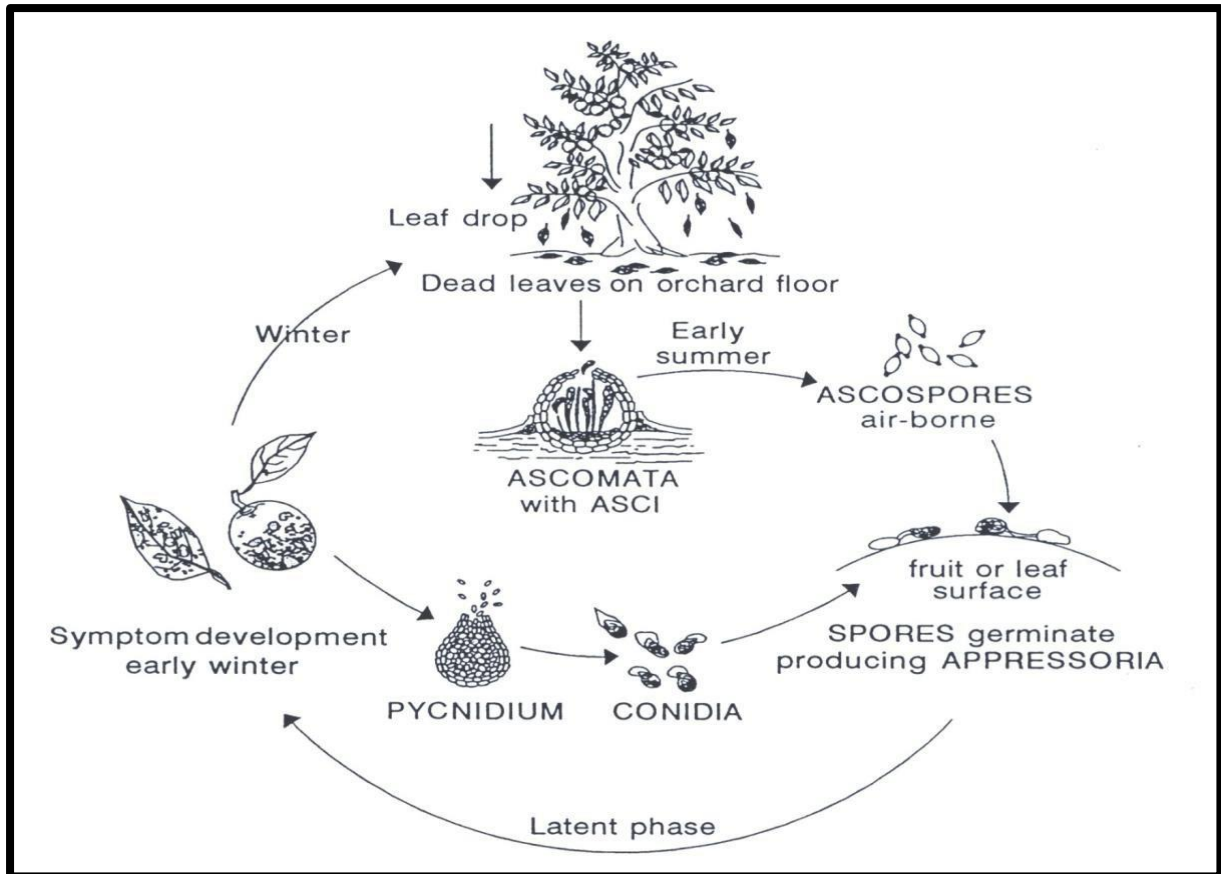 Leaf drop
Dead leaves on orchard floor
Winter
Early
summer
ASCOSPORES
air-borne
ASCOMATA
with ASCI
fruit or leaf
surface
SPORES germinate
producing APPRESSORIA
Symptom development
early winter
PYCNIDIUM
CONIDIA
Latent phase